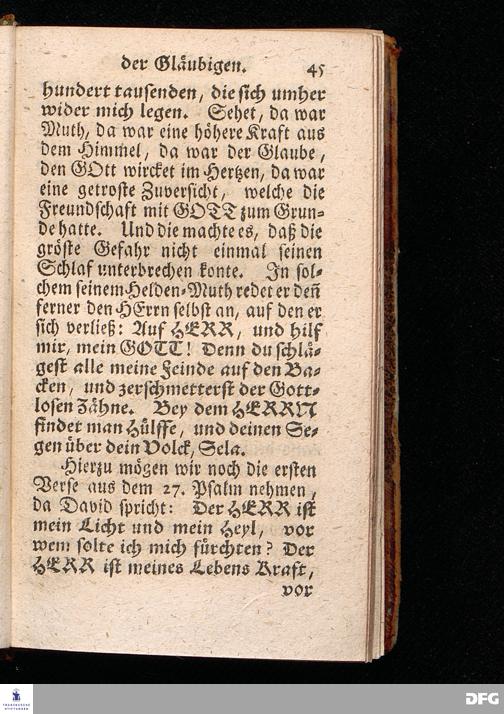 der Gläubigen. 45
hundert tausenden, die sich umher
wider mich legen. Sehet, da war
Muth, da war eine höhere Kraft aus
dem Himmel, da war der Glaube,
den GOtt wircket im Hertzen, da war
eine getroste Zuversicht, welche die
Freundschaft mit GOTT zum Grun-
de hatte. Und die machte es, daß die
gröste Gefahr nicht einmal seinen
Schlaf unterbrechen konte. In sol-
chem seinem Helden-Muth redet er deñ
ferner den HErrn selbst an, auf den er
sich verließ: Auf HERR, und hilf
mir, mein GOTT! Denn du schlä-
gest alle meine Feinde auf den Ba-
cken, und zerschmetterst der Gott-
losen Zähne. Bey dem HERRN
findet man Hülffe, und deinen Se-
gen über dein Volck, Sela.
Hierzu mögen wir noch die ersten
Verse aus dem 27. Psalm nehmen,
da David spricht: Der HERR ist
mein Licht und mein Heyl, vor
wem solte ich mich fürchten? Der
HERR ist meines Lebens Kraft,
vor
FRANCKESCHE
STIFTUNGEN
DFG